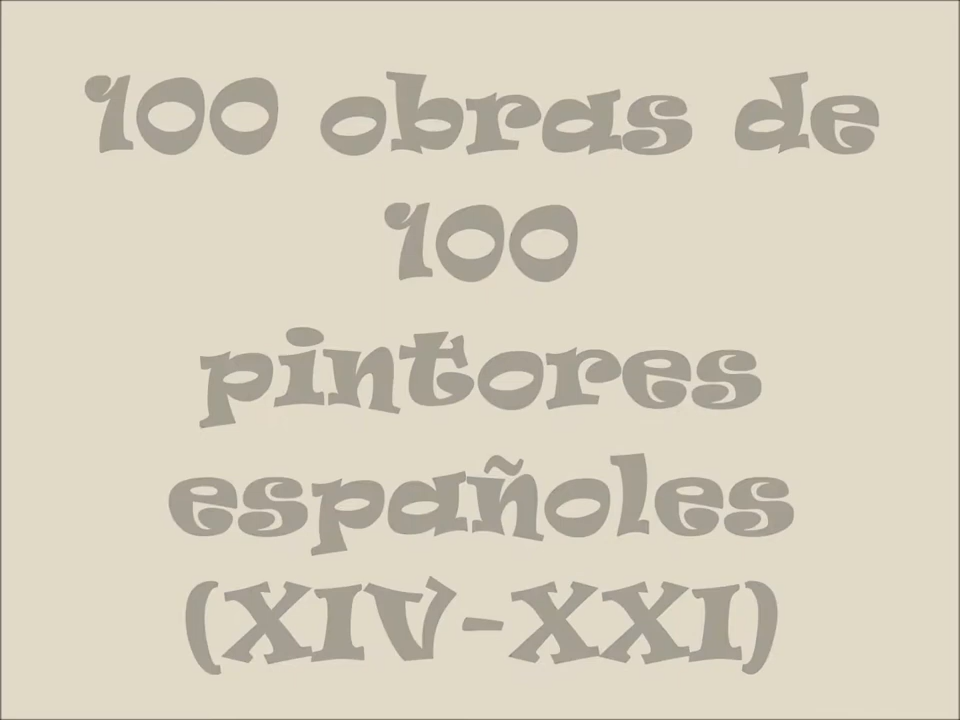 100 obras de
100
pintores
españoles
(XIV-XXI)